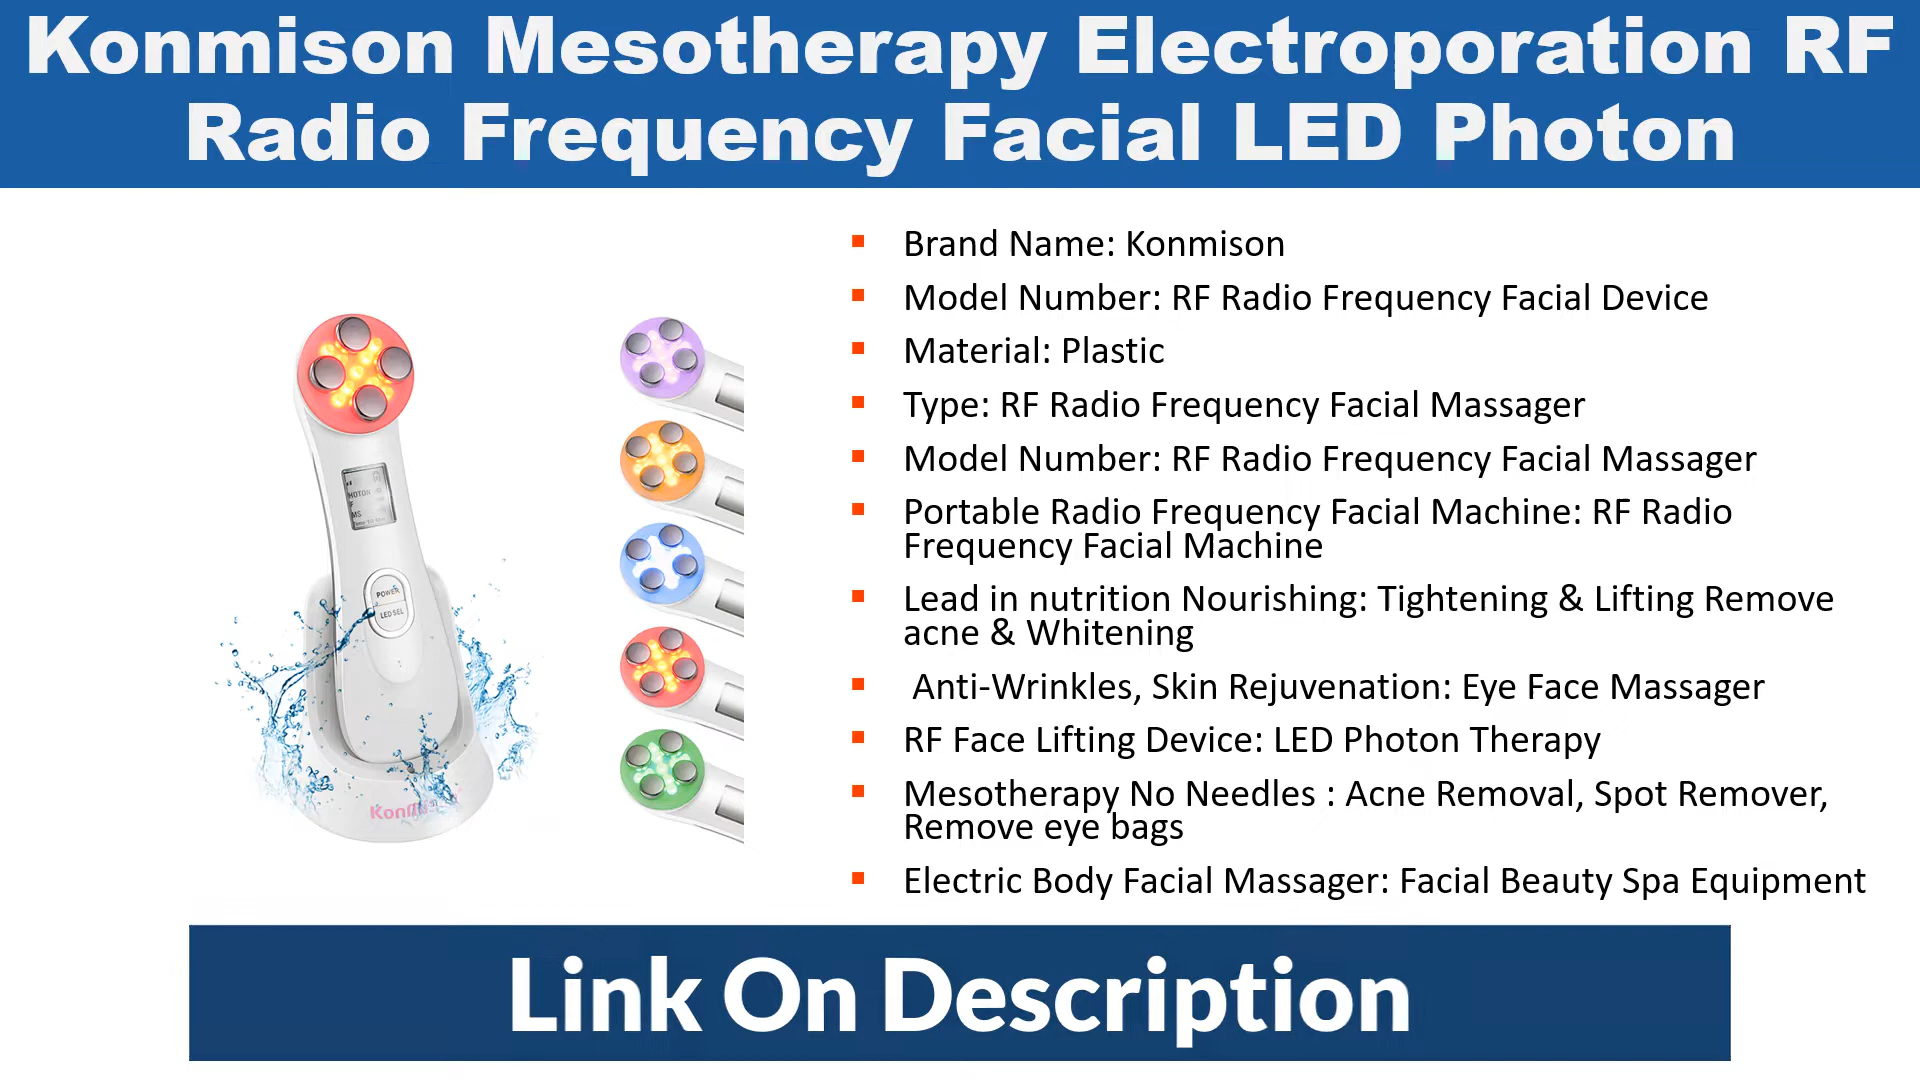 Konmison Mesotherapy Electroporation RF
Radio Frequency Facial LED Photon
Brand Name: Konmison
Model Number: RF Radio Frequency Facial Device
Material: Plastic
Type: RF Radio Frequency Facial Massager
Model Number: RF Radio Frequency Facial Massager
Portable Radio Frequency Facial Machine: RF Radio
Frequency Facial Machine
Lead in nutrition Nourishing: Tightening & Lifting Remove
acne & Whitening
Anti-Wrinkles, Skin Rejuvenation: Eye Face Massager
RF Face Lifting Device: LED Photon Therapy
Mesotherapy No Needles : Acne Removal, Spot Remover,
Remove eye bags
Electric Body Facial Massager: Facial Beauty Spa Equipment
POWER
LED SEL
Link On Description